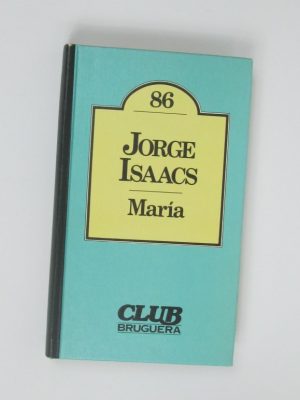 86
JORGE
ISAACS
María
CLUB
BRUGUERA